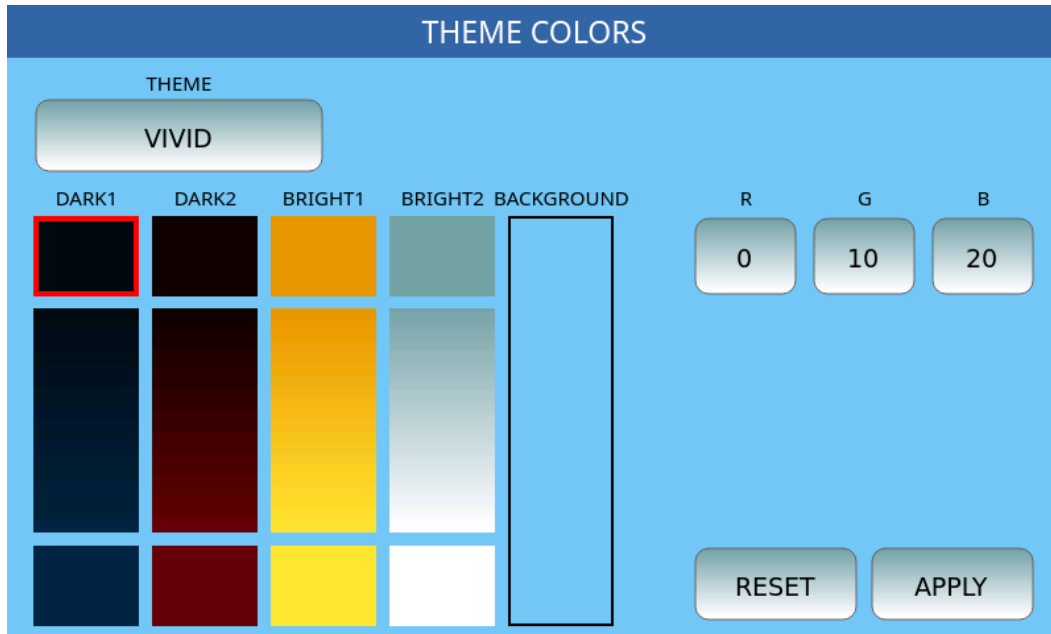 THEME COLORS
THEME
VIVID
DARK1 DARK2 BRIGHT1 BRIGHT2 BACKGROUND R G B
0 10 20
RESET APPLY